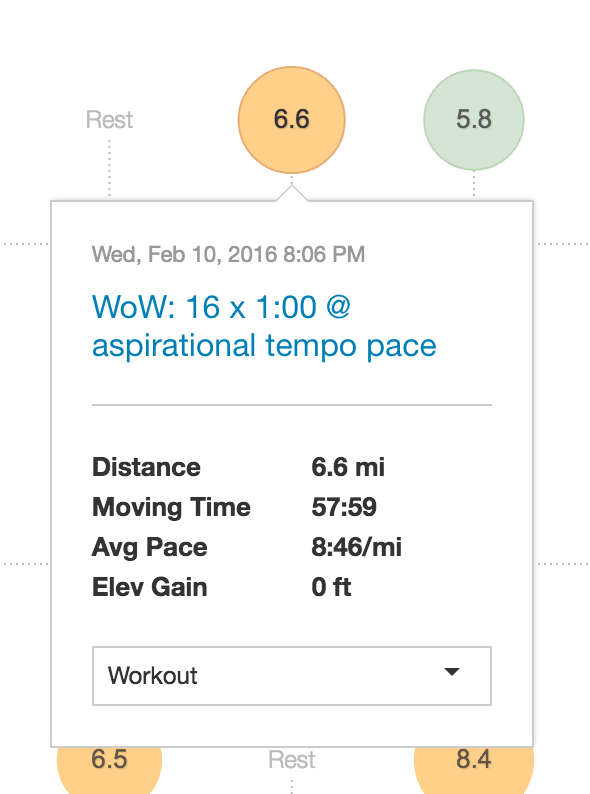 Rest
6.6
5.8
Wed, Feb 10, 2016 8:06 PM
WoW: 16 x 1:00 @
aspirational tempo pace
Distance 6.6 mi
Moving Time 57:59
Avg Pace 8:46/mi
Elev Gain 0 ft
Workout
6.5
Rest
8.4